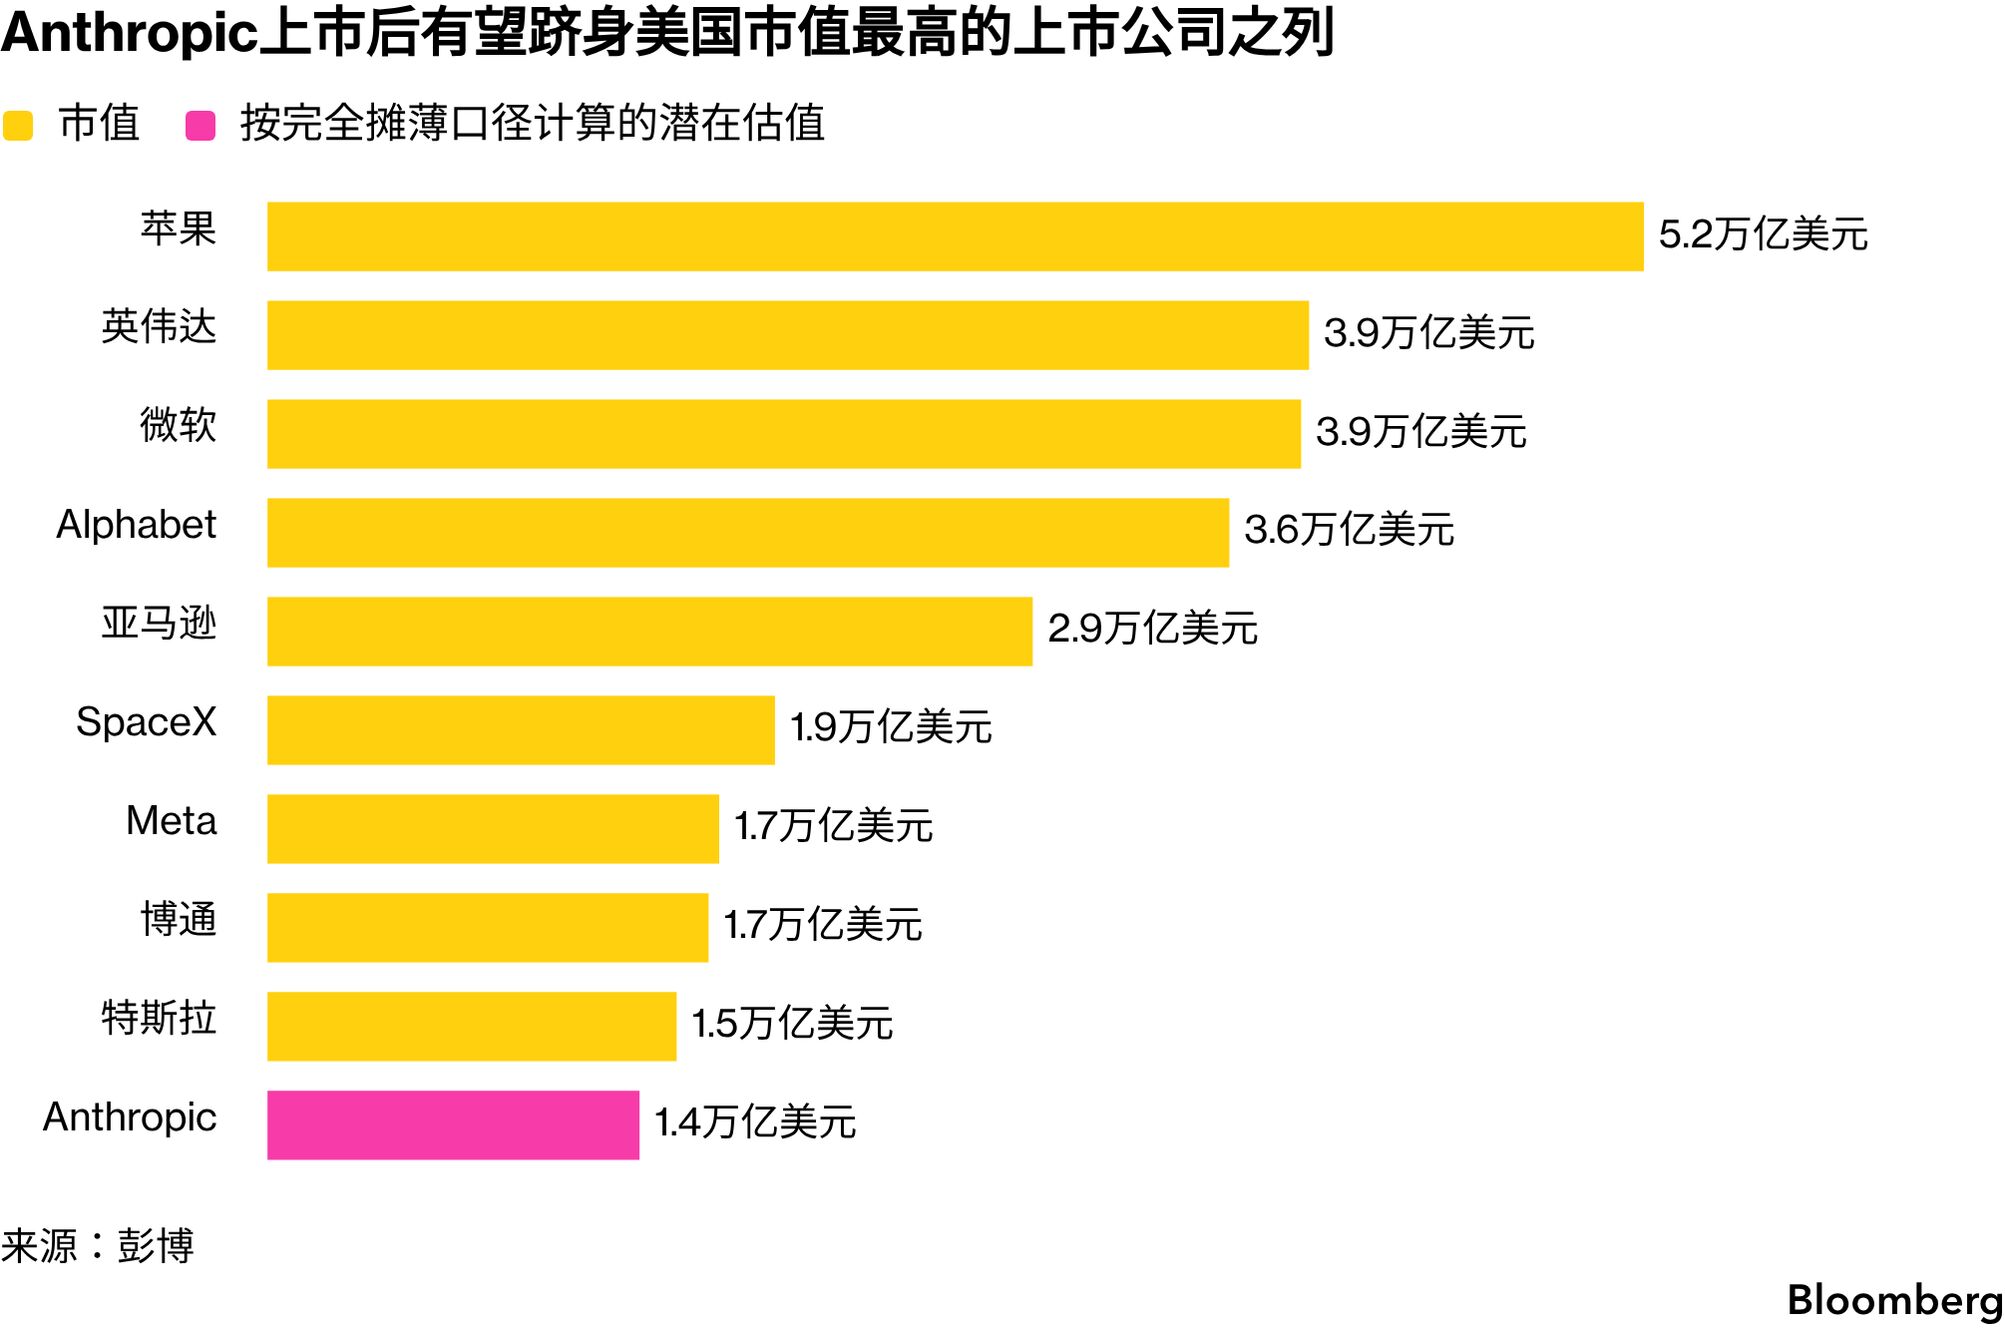 Anthropic上市后有望跻身美国市值最高的上市公司之列
市值 按完全摊薄口径计算的潜在估值
苹果 5.2万亿美元
英伟达 3.9万亿美元
微软 3.9万亿美元
Alphabet 3.6万亿美元
亚马逊 2.9万亿美元
SpaceX 1.9万亿美元
Meta 1.7万亿美元
博通 1.7万亿美元
特斯拉 1.5万亿美元
Anthropic 1.4万亿美元
来源：彭博
Bloomberg